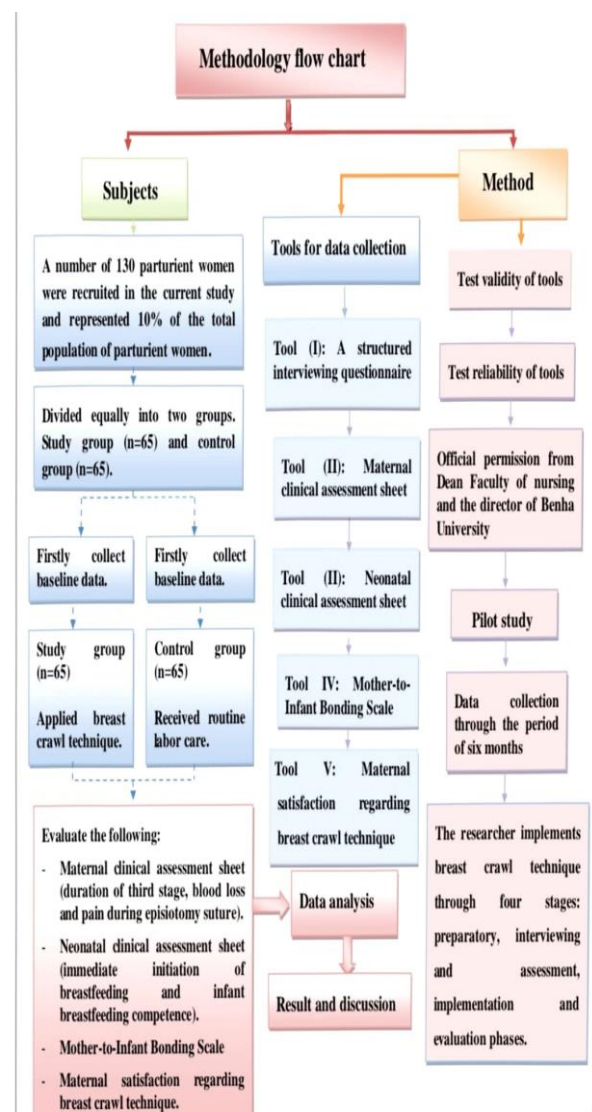 Methodology flow chart
Subjects
A number of 130 parturient women
were recruited in the current study
and represented 10% of the total
population of parturient women.
Divided equally into two groups.
Study group (n=65) and control
group (n=65).
Firstly collect
baseline data.
Firstly collect
baseline data.
Study group
(n=65)
Applied breast
crawl technique.
Control group
(n=65)
Received routine
labor care.
Evaluate the following:
- Maternal clinical assessment sheet
(duration of third stage, blood loss
and pain during episiotomy suture).
- Neonatal clinical assessment sheet
(immediate initiation of
breastfeeding and infant
breastfeeding competence).
- Mother-to-Infant Bonding Scale
- Maternal satisfaction regarding
breast crawl technique.
Method
Tools for data collection
Tool (I): A structured
interviewing questionnaire
Tool (II): Maternal
clinical assessment sheet
Tool (II): Neonatal
clinical assessment sheet
Tool IV: Mother-to-
Infant Bonding Scale
Tool V: Maternal
satisfaction regarding
breast crawl technique
Data analysis
Result and discussion
Test validity of tools
Test reliability of tools
Official permission from
Dean Faculty of nursing
and the director of Benha
University
Pilot study
Data collection
through the period
of six months
The researcher implements
breast crawl technique
through four stages:
preparatory, interviewing
and assessment,
implementation and
evaluation phases.